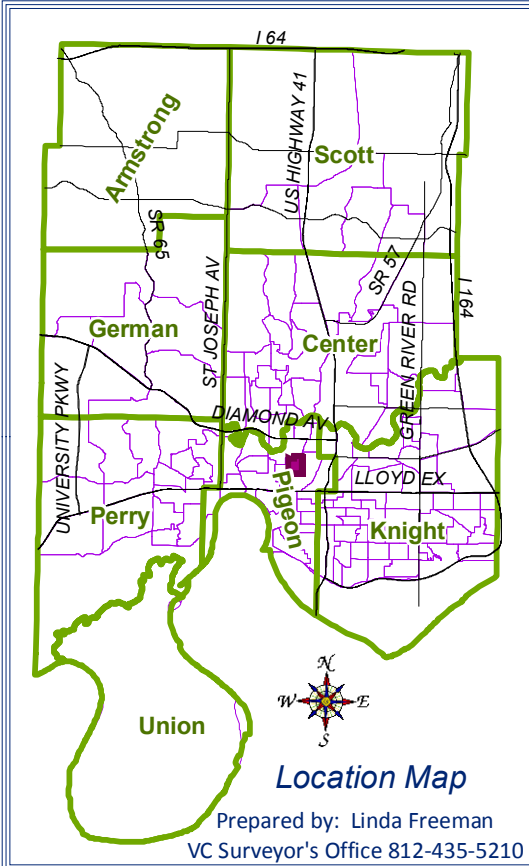 I 64
Armstrong
Scott
US HIGHWAY 41
SR 65
SR 57
I 164
ST JOSEPH AV
German
Center
GREEN RIVER RD
UNIVERSITY PKWY
DIAMOND AV
LLOYD EX
Pigeon
Perry
Knight
N
W E
S
Union
Location Map
Prepared by: Linda Freeman
VC Surveyor's Office 812-435-5210